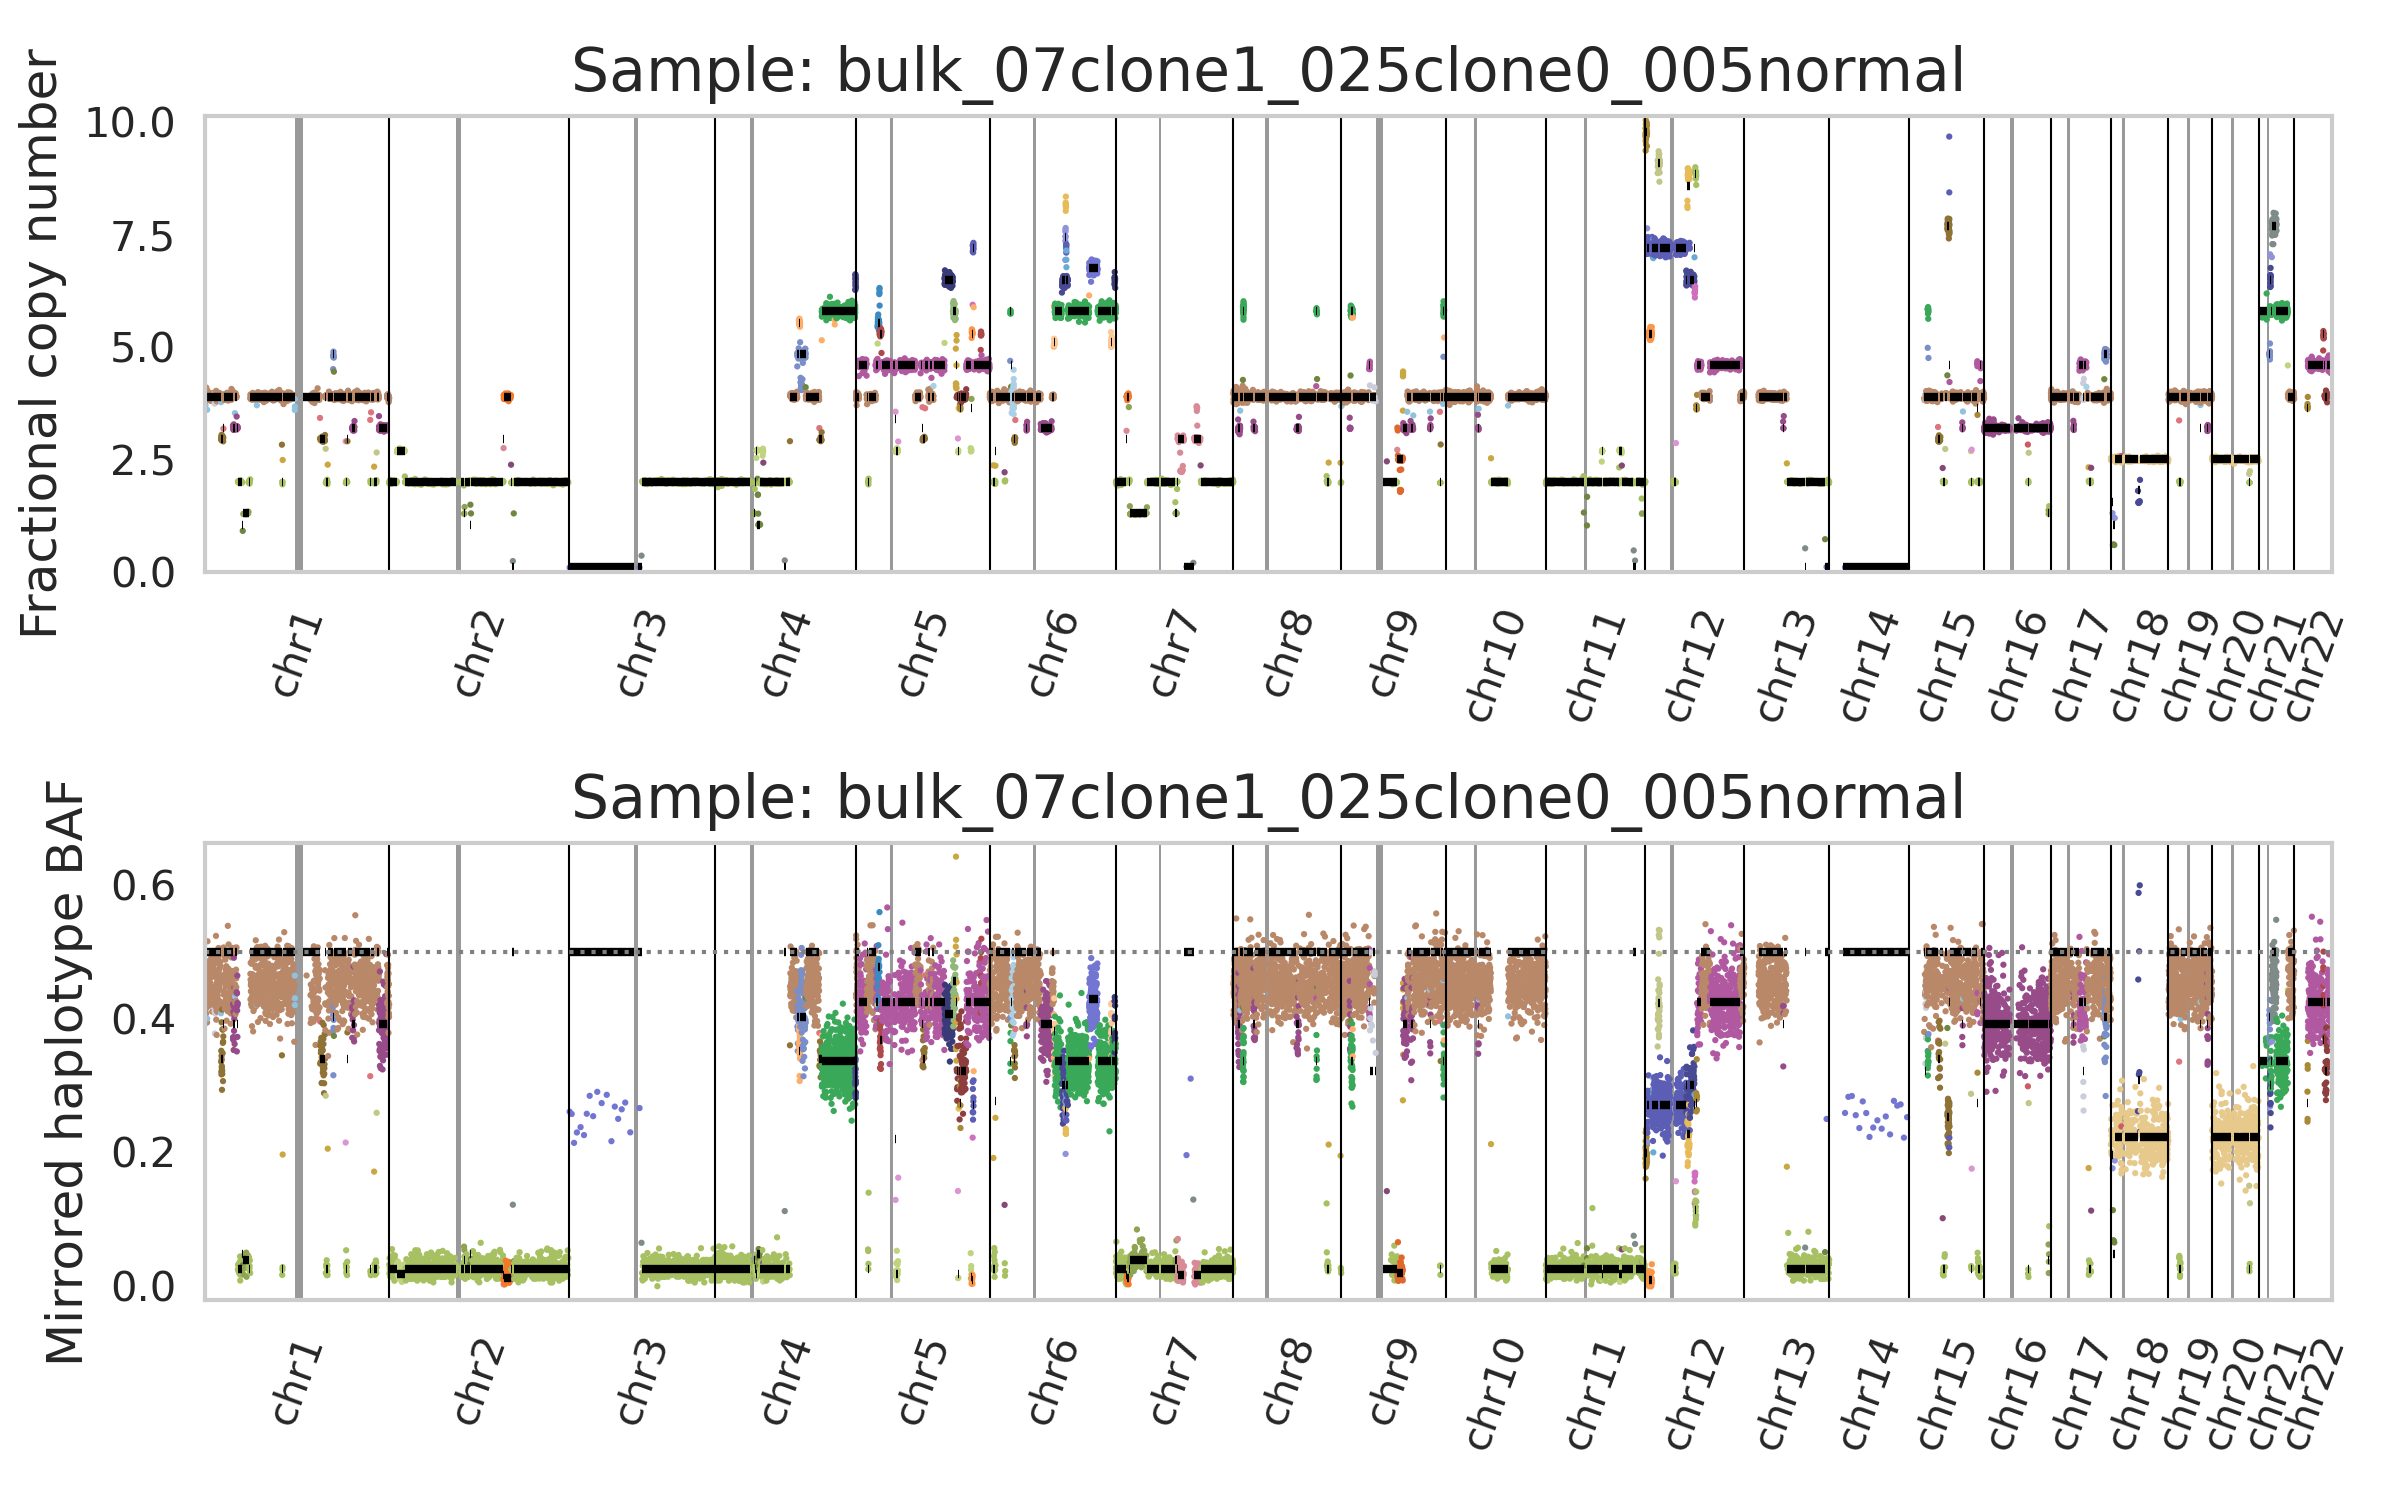 Sample: bulk_07clone1_025clone0_005normal
Fractional copy number
10.0
7.5
5.0
2.5
0.0
chr1 chr2 chr3 chr4 chr5 chr6 chr7 chr8 chr9 chr10 chr11 chr12 chr13 chr14 chr15 chr16 chr17 chr18 chr19 chr20 chr21 chr22
Sample: bulk_07clone1_025clone0_005normal
Mirrored haplotype BAF
0.6
0.4
0.2
0.0
chr1 chr2 chr3 chr4 chr5 chr6 chr7 chr8 chr9 chr10 chr11 chr12 chr13 chr14 chr15 chr16 chr17 chr18 chr19 chr20 chr21 chr22